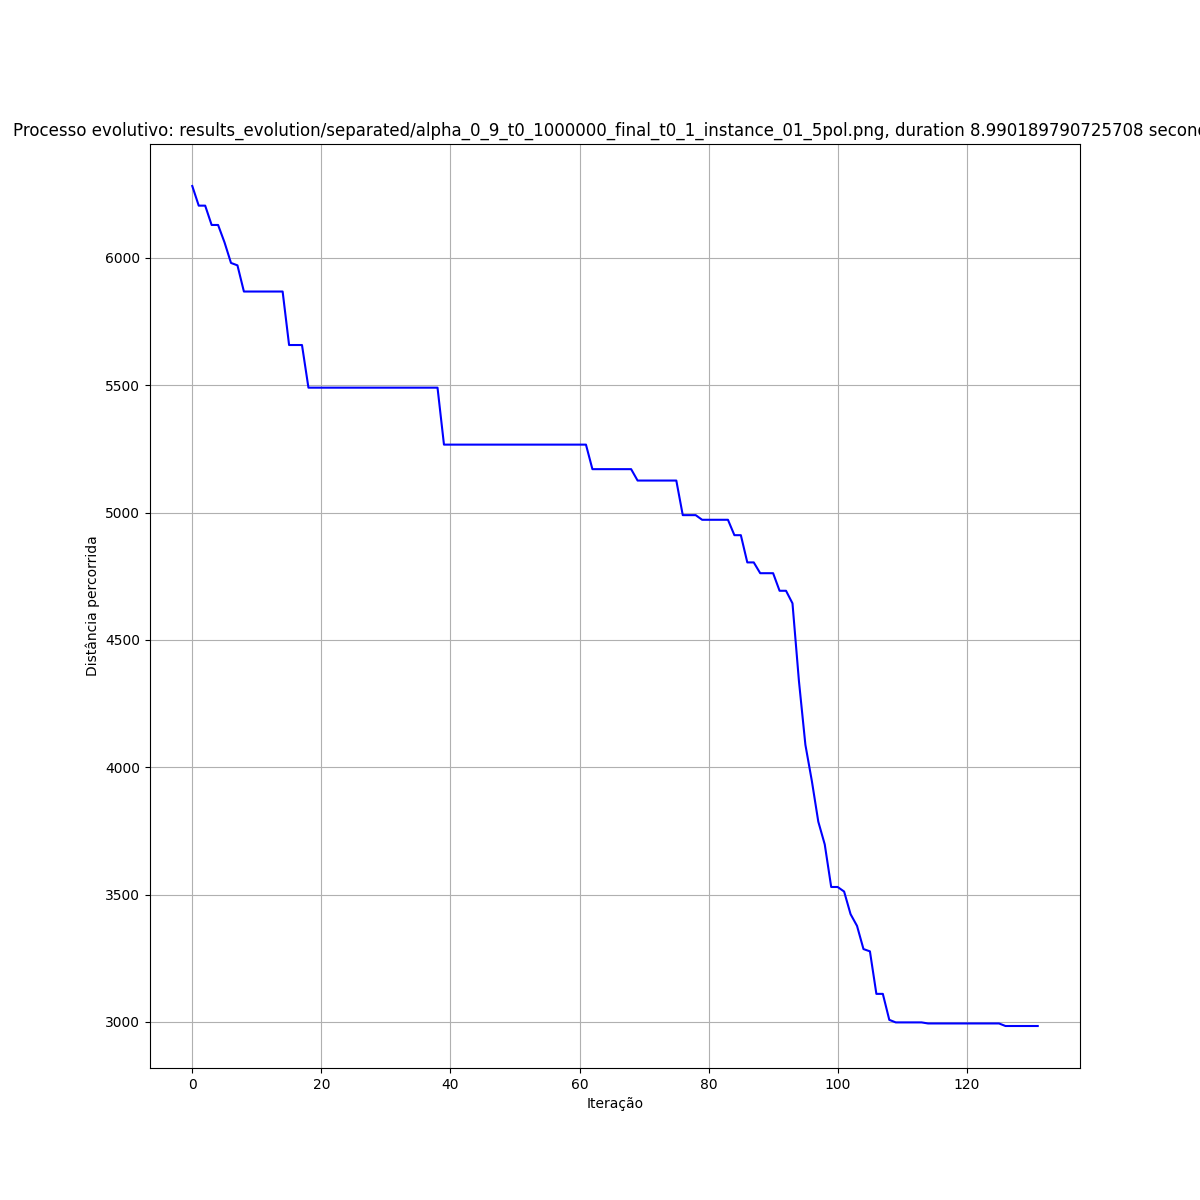 Processo evolutivo: results_evolution/separated/alpha_0_9_t0_1000000_final_t0_1_instance_01_5pol.png, duration 8.990189790725708
Distância percorrida
6000
5500
5000
4500
4000
3500
3000
0 20 40 60 80 100 120
Iteração